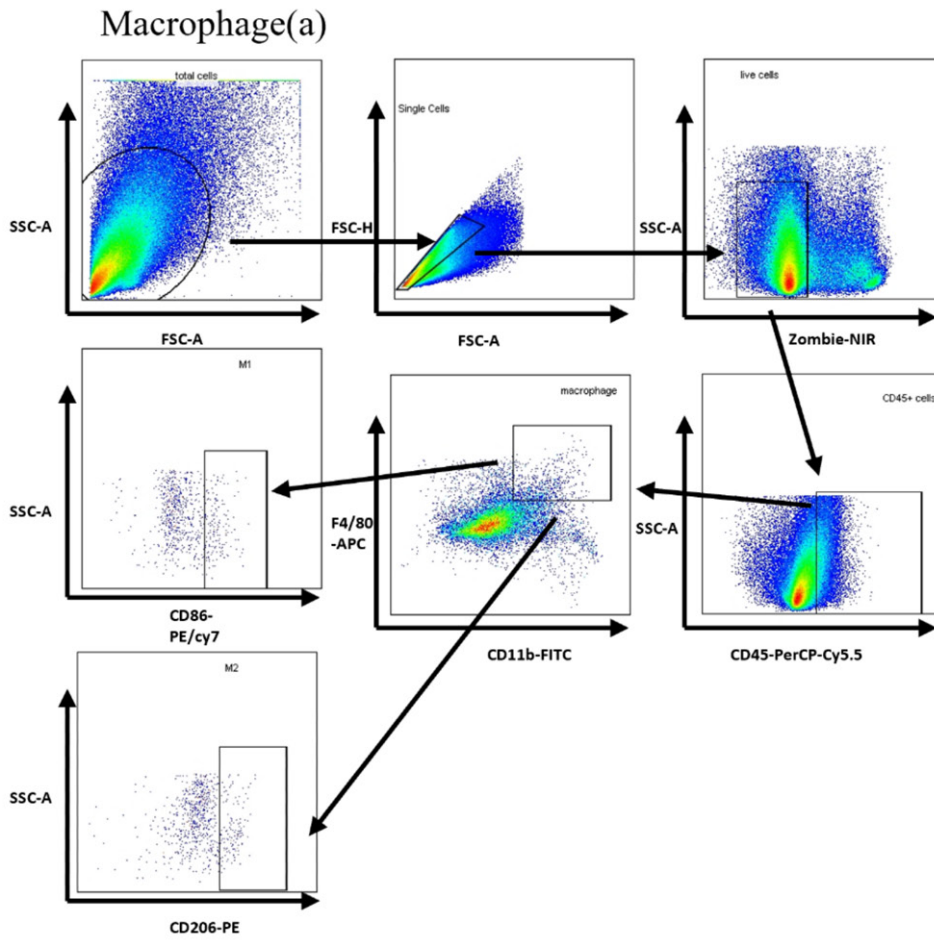 Macrophage(a)
total cells
SSC-A
FSC-A
Single Cells
FSC-H
FSC-A
live cells
SSC-A
Zombie-NIR
M1
SSC-A
CD86-
PE/cy7
macrophage
F4/80
-APC
CD11b-FITC
CD45+ cells
SSC-A
CD45-PerCP-Cy5.5
M2
SSC-A
CD206-PE